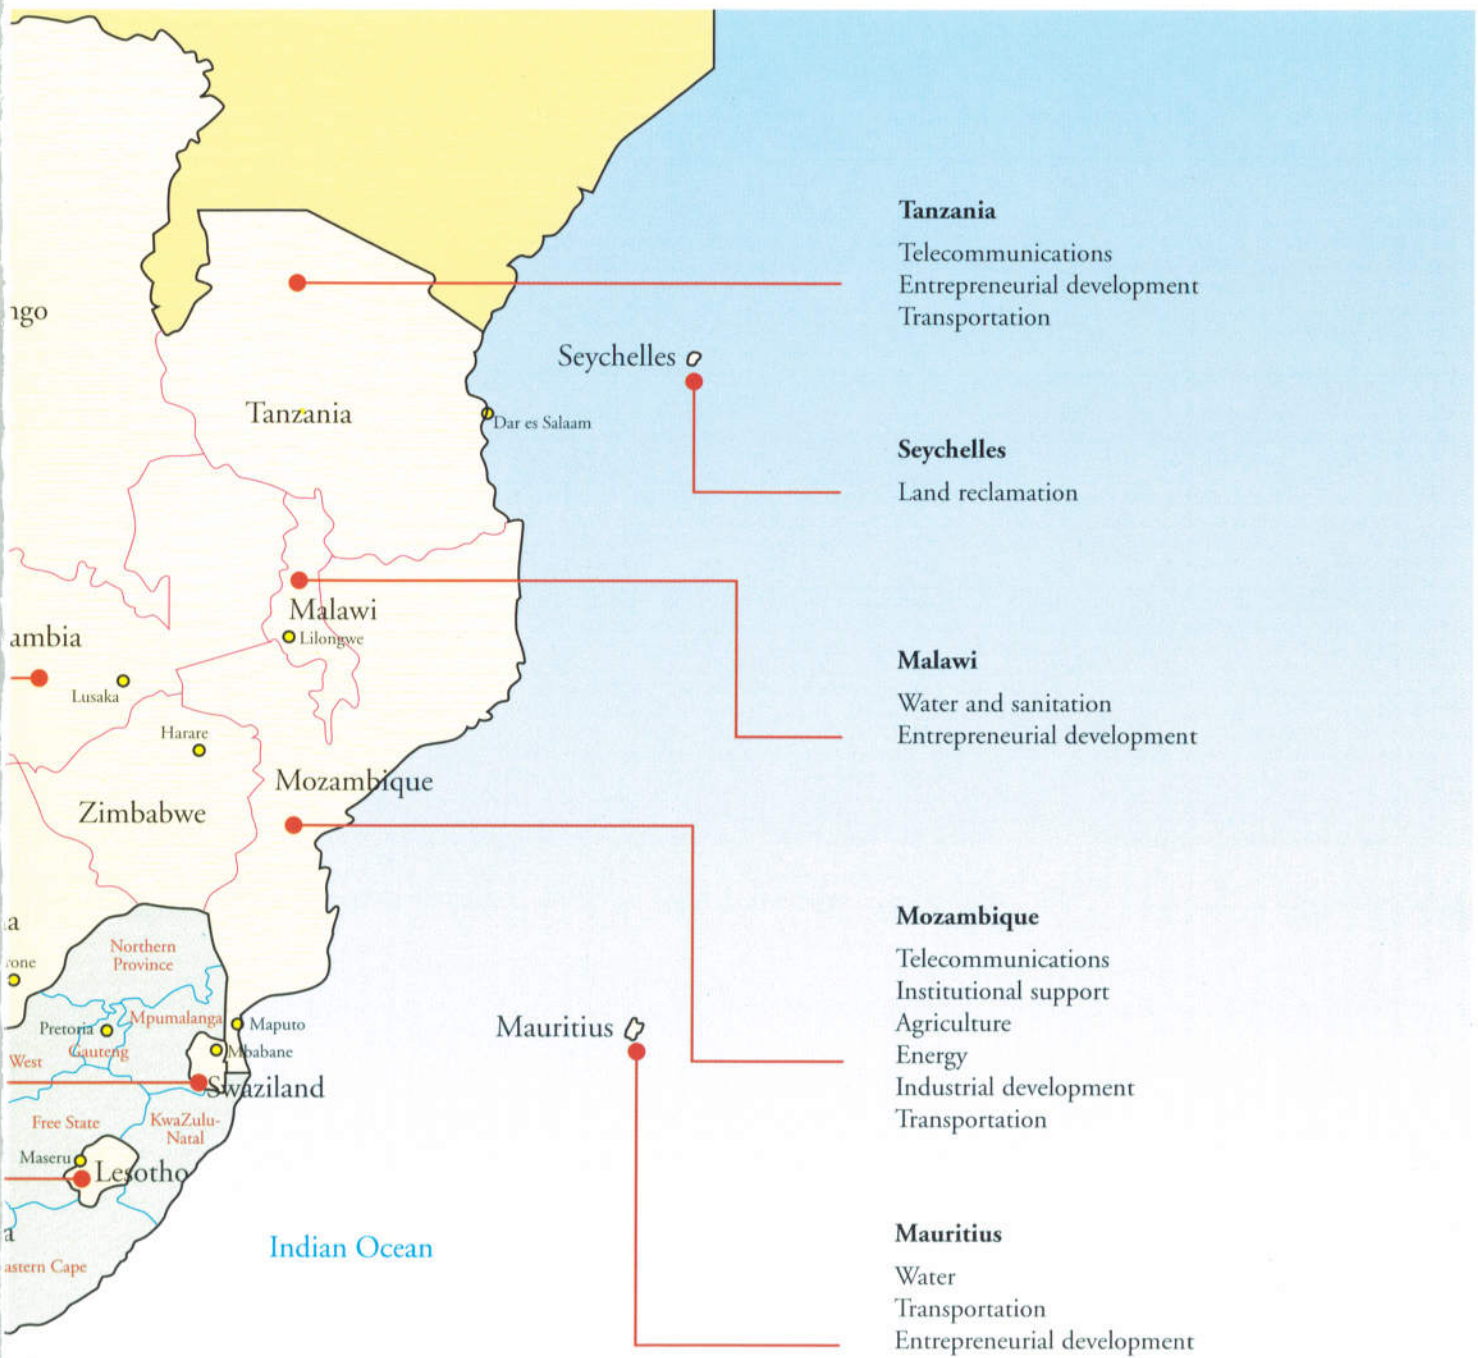 Tanzania
Telecommunications
Entrepreneurial development
Transportation
Seychelles
Land reclamation
Malawi
Water and sanitation
Entrepreneurial development
Mozambique
Telecommunications
Institutional support
Agriculture
Energy
Industrial development
Transportation
Mauritius
Water
Transportation
Entrepreneurial development
ngo
Seychelles
Tanzania
Dar es Salaam
Malawi
Lilongwe
ambia
Lusaka
Harare
Mozambique
Zimbabwe
a
rone
Northern
Province
Mpumalanga
Maputo
Pretoria
Gauteng
Mbabane
West
Swaziland
Mauritius
Free State
KwaZulu-
Natal
Maseru
Lesotho
a
astern Cape
Indian Ocean